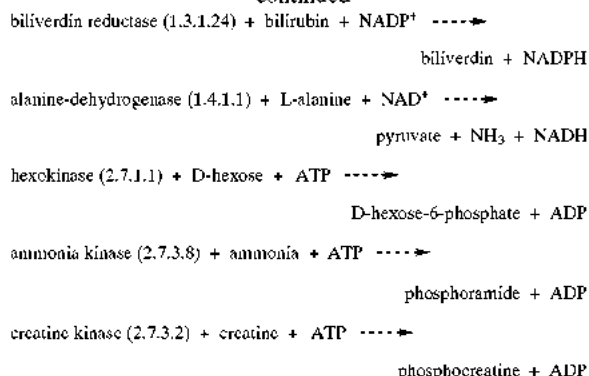 continued
biliverdin reductase (1.3.1.24) + bilirubin + NADP⁺ ----►
biliverdin + NADPH
alanine-dehydrogenase (1.4.1.1) + L-alanine + NAD⁺ ----►
pyruvate + NH₃ + NADH
hexokinase (2.7.1.1) + D-hexose + ATP ----►
D-hexose-6-phosphate + ADP
ammonia kinase (2.7.3.8) + ammonia + ATP ----►
phosphoramide + ADP
creatine kinase (2.7.3.2) + creatine + ATP ----►
phosphocreatine + ADP